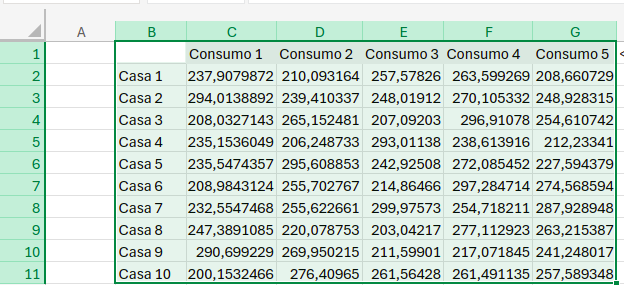 A B C D E F G
1 Consumo 1 Consumo 2 Consumo 3 Consumo 4 Consumo 5
2 Casa 1 237,9079872 210,093164 257,57826 263,599269 208,660729
3 Casa 2 294,0138892 239,410337 248,01912 270,105332 248,928315
4 Casa 3 208,0327143 265,152481 207,09203 296,91078 254,610742
5 Casa 4 235,1536049 206,248733 293,01138 238,613916 212,23341
6 Casa 5 235,5474357 295,608853 242,92508 272,085452 227,594379
7 Casa 6 208,9843124 255,702767 214,86466 297,284714 274,568594
8 Casa 7 232,5547468 255,622661 299,97573 254,718211 287,928948
9 Casa 8 247,3891085 220,078753 203,04217 277,112923 263,215387
10 Casa 9 290,699229 269,950215 211,59901 217,071845 241,248017
11 Casa 10 200,1532466 276,40965 261,56428 261,491135 257,589348